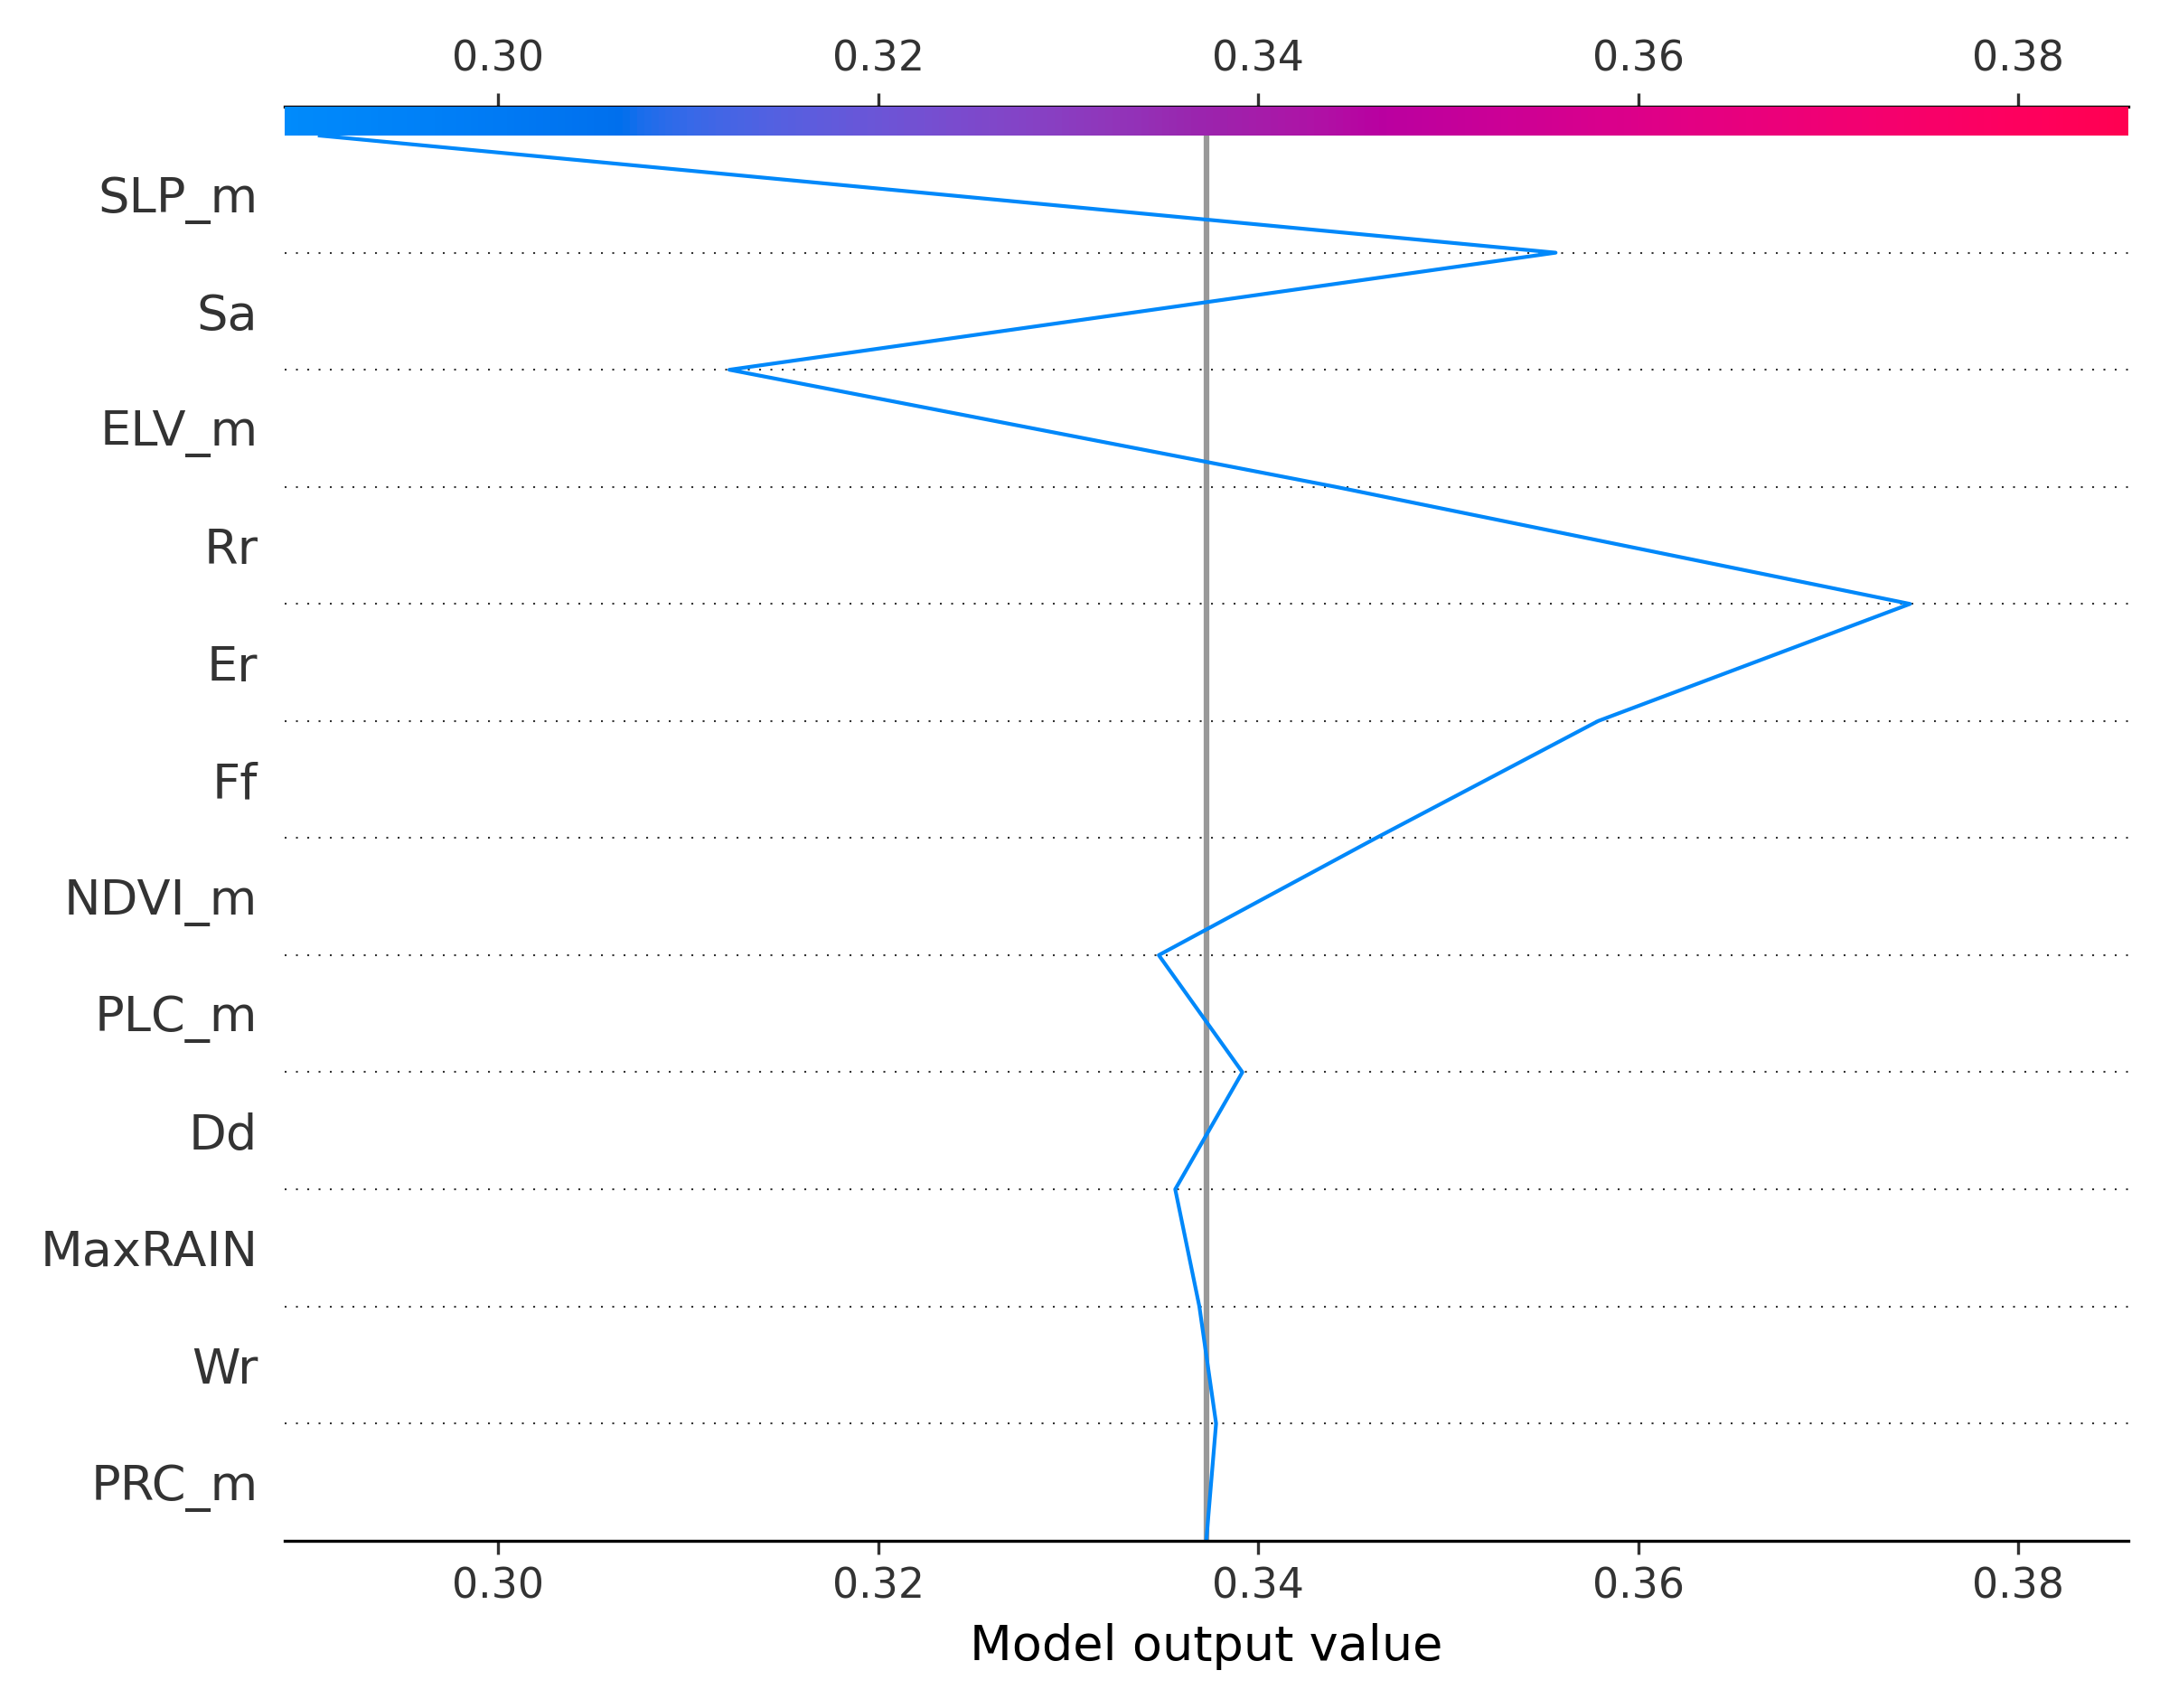 0.30 0.32 0.34 0.36 0.38
SLP_m
Sa
ELV_m
Rr
Er
Ff
NDVI_m
PLC_m
Dd
MaxRAIN
Wr
PRC_m
0.30 0.32 0.34 0.36 0.38
Model output value